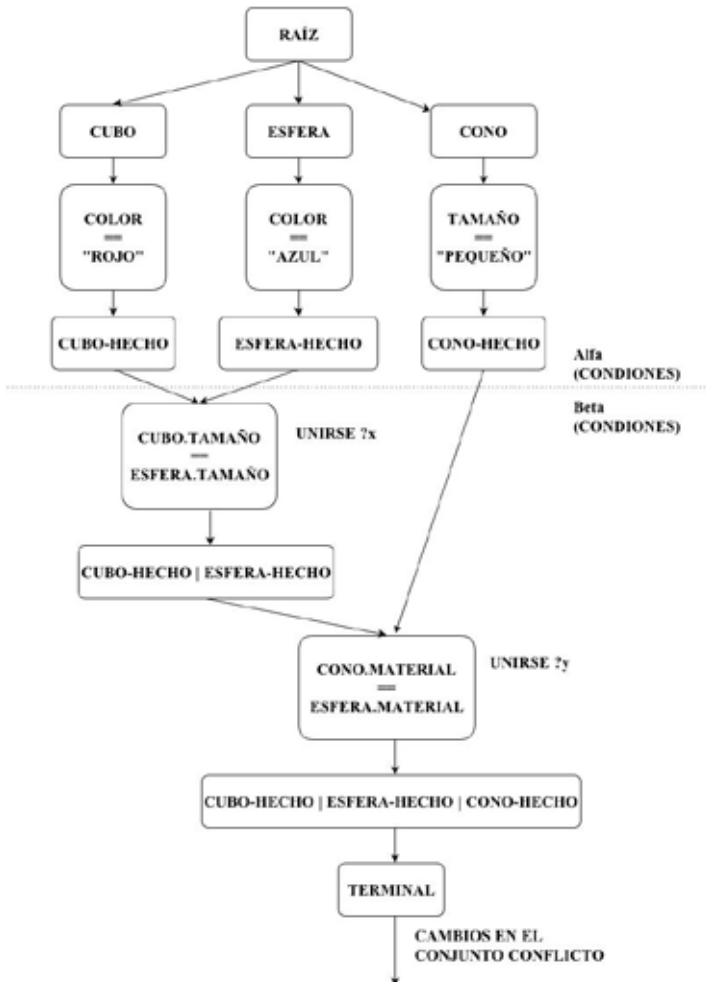 RAÍZ
CUBO
ESFERA
CONO
COLOR
==
"ROJO"
COLOR
==
"AZUL"
TAMAÑO
==
"PEQUEÑO"
CUBO-HECHO
ESFERA-HECHO
CONO-HECHO
Alfa
(CONDIONES)
Beta
(CONDIONES)
CUBO.TAMAÑO
==
ESFERA.TAMAÑO
UNIRSE ?x
CUBO-HECHO | ESFERA-HECHO
CONO.MATERIAL
==
ESFERA.MATERIAL
UNIRSE ?y
CUBO-HECHO | ESFERA-HECHO | CONO-HECHO
TERMINAL
CAMBIOS EN EL
CONJUNTO CONFLICTO